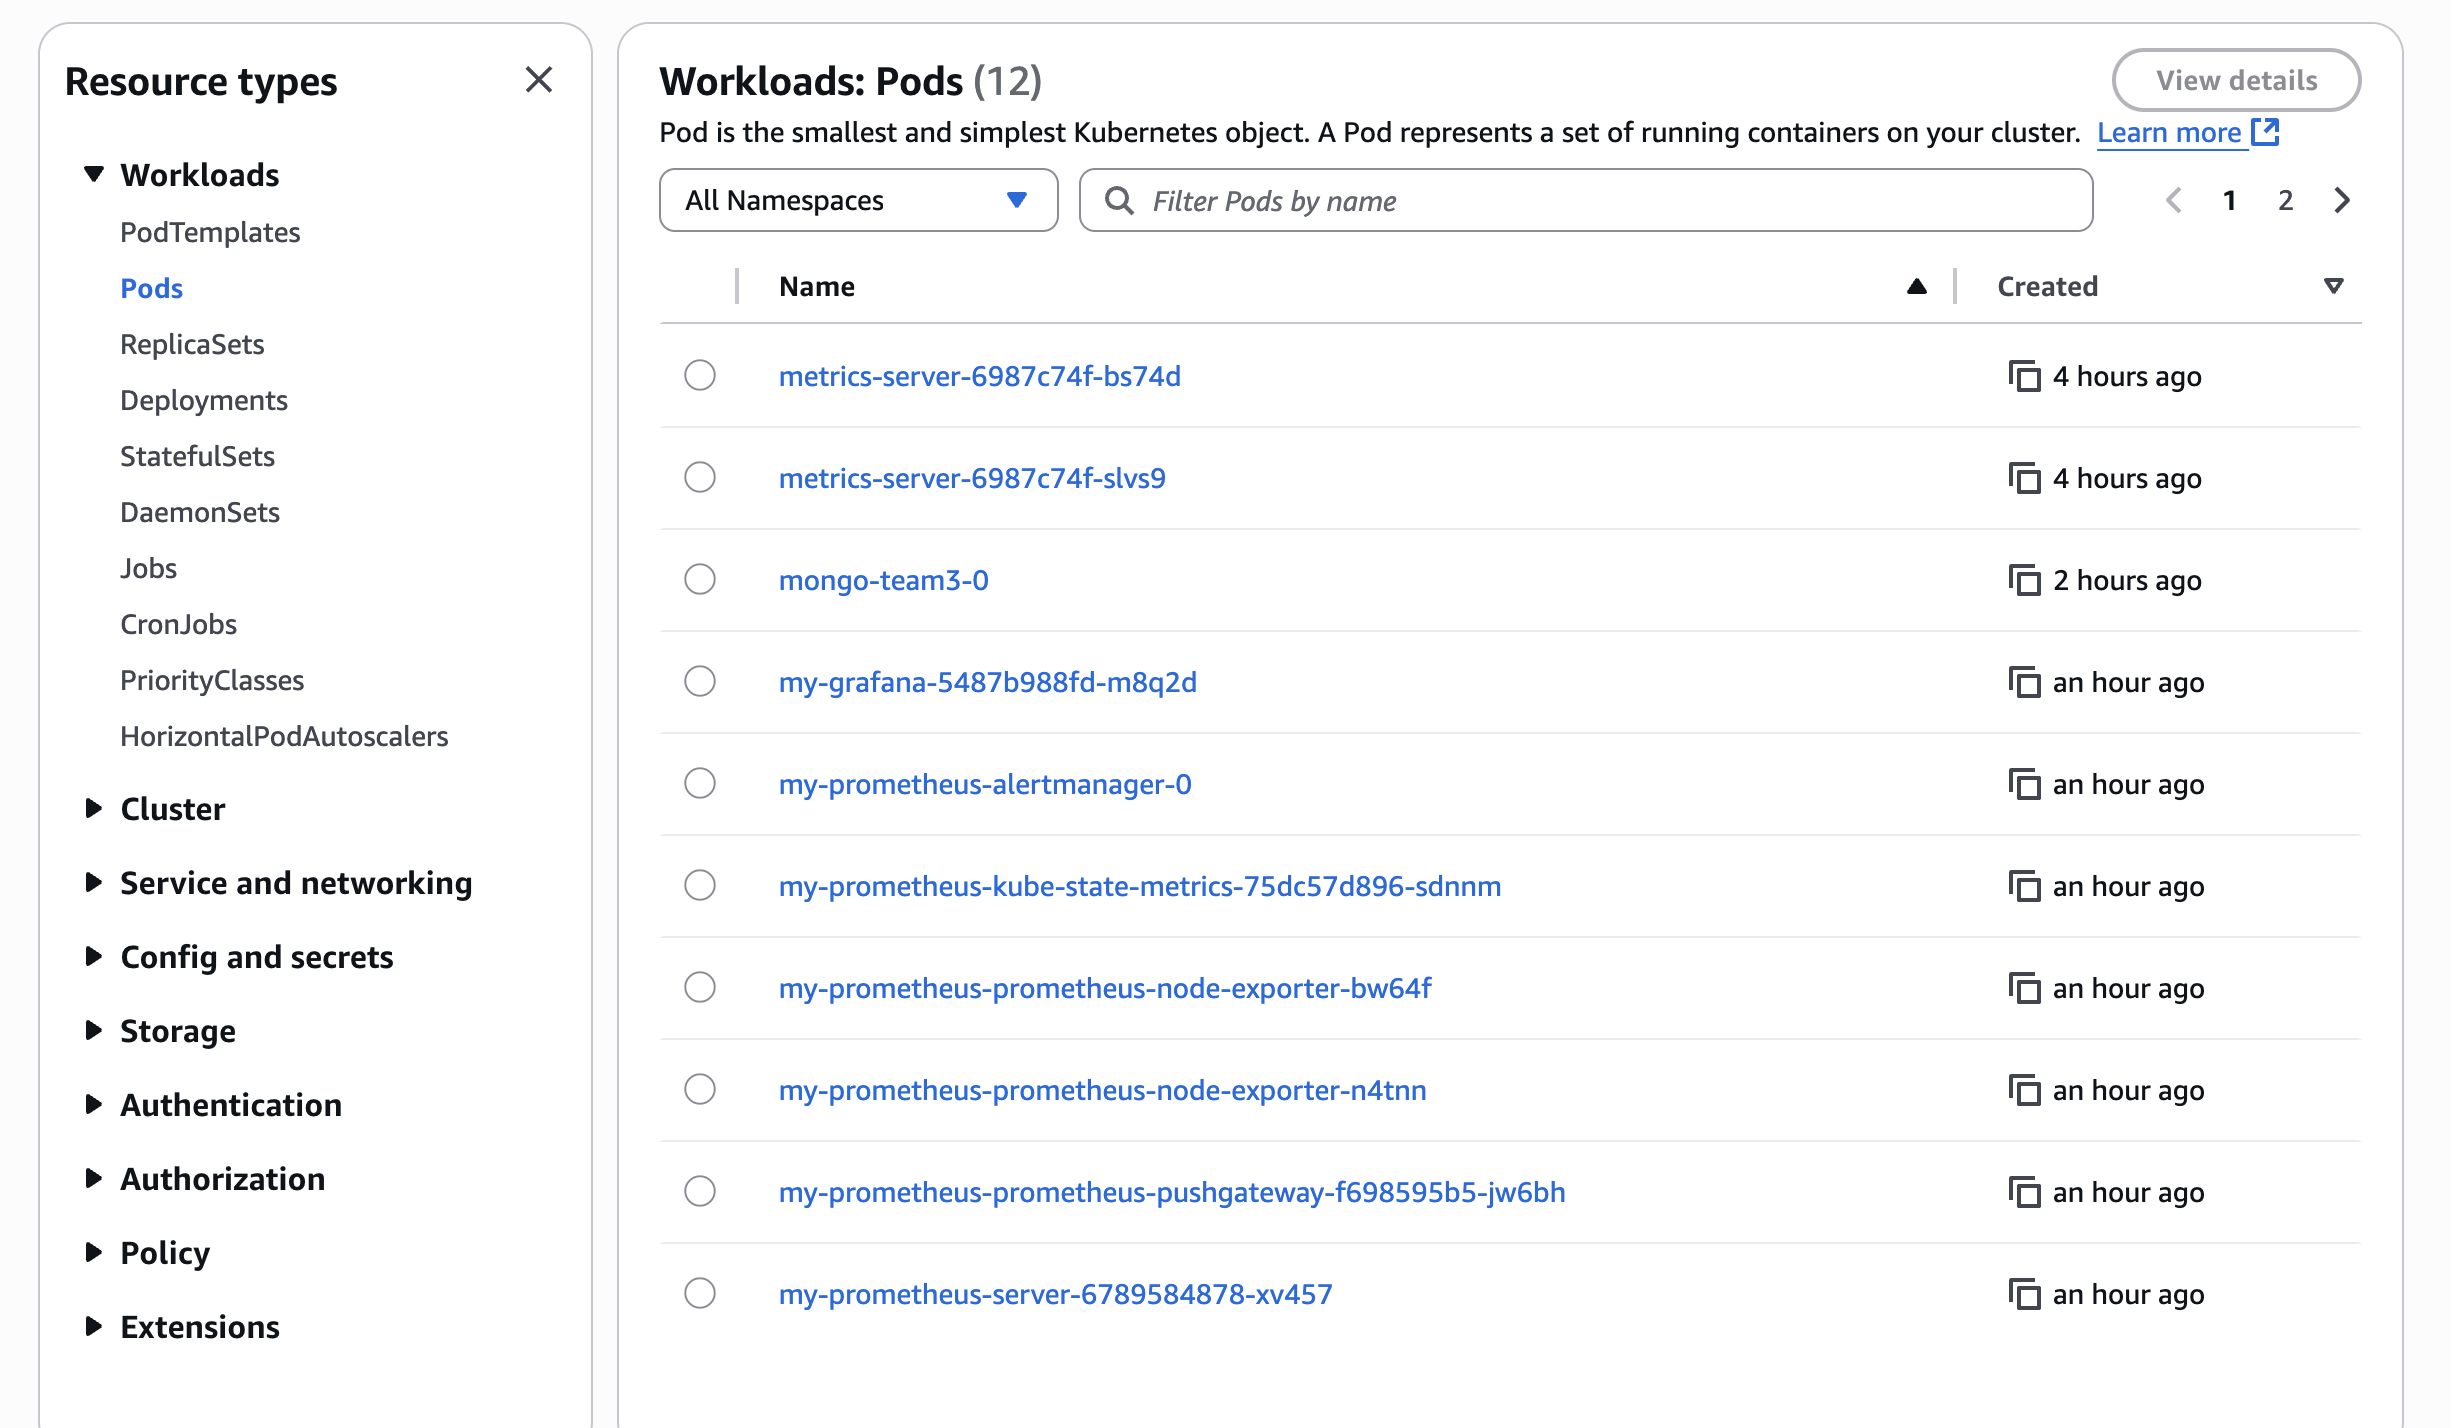 Resource types
Workloads
PodTemplates
Pods
ReplicaSets
Deployments
StatefulSets
DaemonSets
Jobs
CronJobs
PriorityClasses
HorizontalPodAutoscalers
Cluster
Service and networking
Config and secrets
Storage
Authentication
Authorization
Policy
Extensions
Workloads: Pods (12)
View details
Pod is the smallest and simplest Kubernetes object. A Pod represents a set of running containers on your cluster. Learn more
All Namespaces
Filter Pods by name
1 2
Name Created
metrics-server-6987c74f-bs74d 4 hours ago
metrics-server-6987c74f-slvs9 4 hours ago
mongo-team3-0 2 hours ago
my-grafana-5487b988fd-m8q2d an hour ago
my-prometheus-alertmanager-0 an hour ago
my-prometheus-kube-state-metrics-75dc57d896-sdnnm an hour ago
my-prometheus-prometheus-node-exporter-bw64f an hour ago
my-prometheus-prometheus-node-exporter-n4tnn an hour ago
my-prometheus-prometheus-pushgateway-f698595b5-jw6bh an hour ago
my-prometheus-server-6789584878-xv457 an hour ago